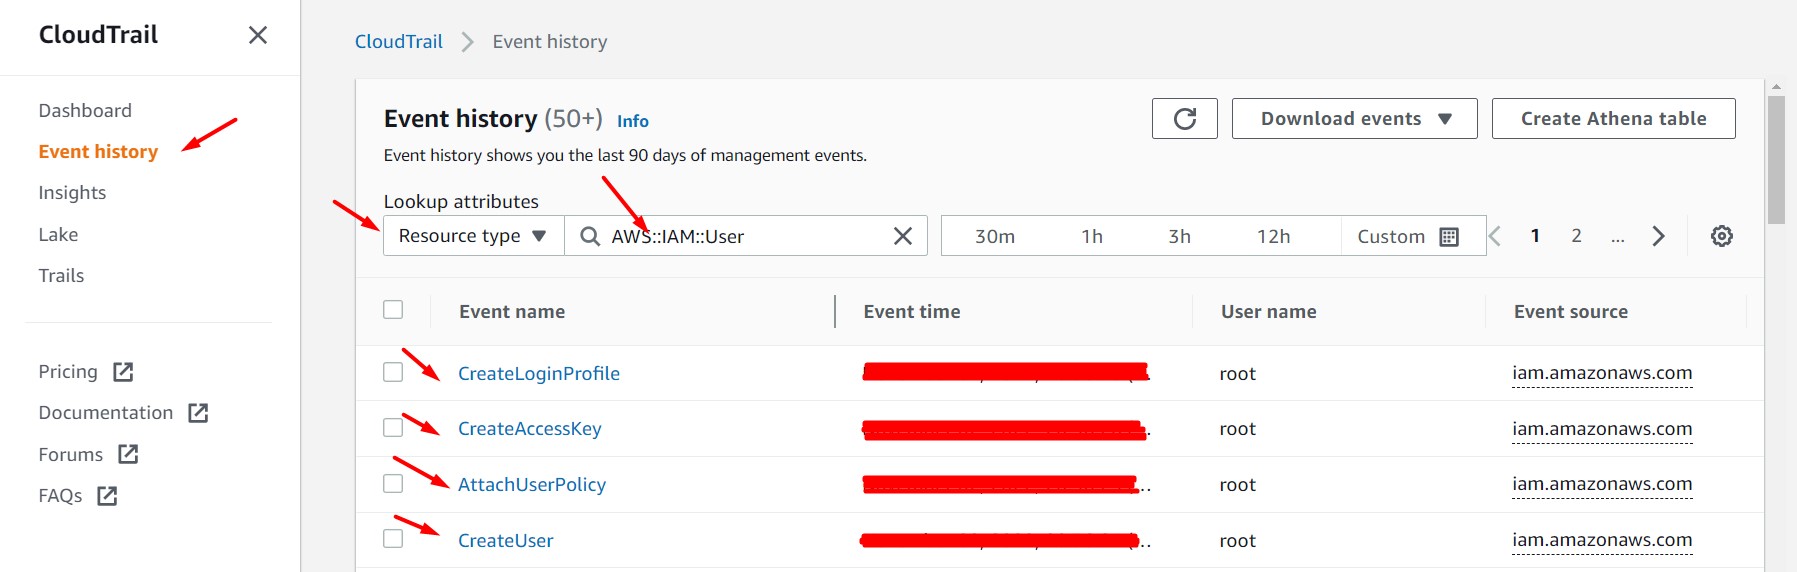 CloudTrail
Dashboard
Event history
Insights
Lake
Trails
Pricing
Documentation
Forums
FAQs
CloudTrail Event history
Event history (50+) Info
Download events
Create Athena table
Event history shows you the last 90 days of management events.
Lookup attributes
Resource type AWS::IAM::User 30m 1h 3h 12h Custom 1 2 ...
Event name Event time User name Event source
CreateLoginProfile root iam.amazonaws.com
CreateAccessKey root iam.amazonaws.com
AttachUserPolicy root iam.amazonaws.com
CreateUser root iam.amazonaws.com